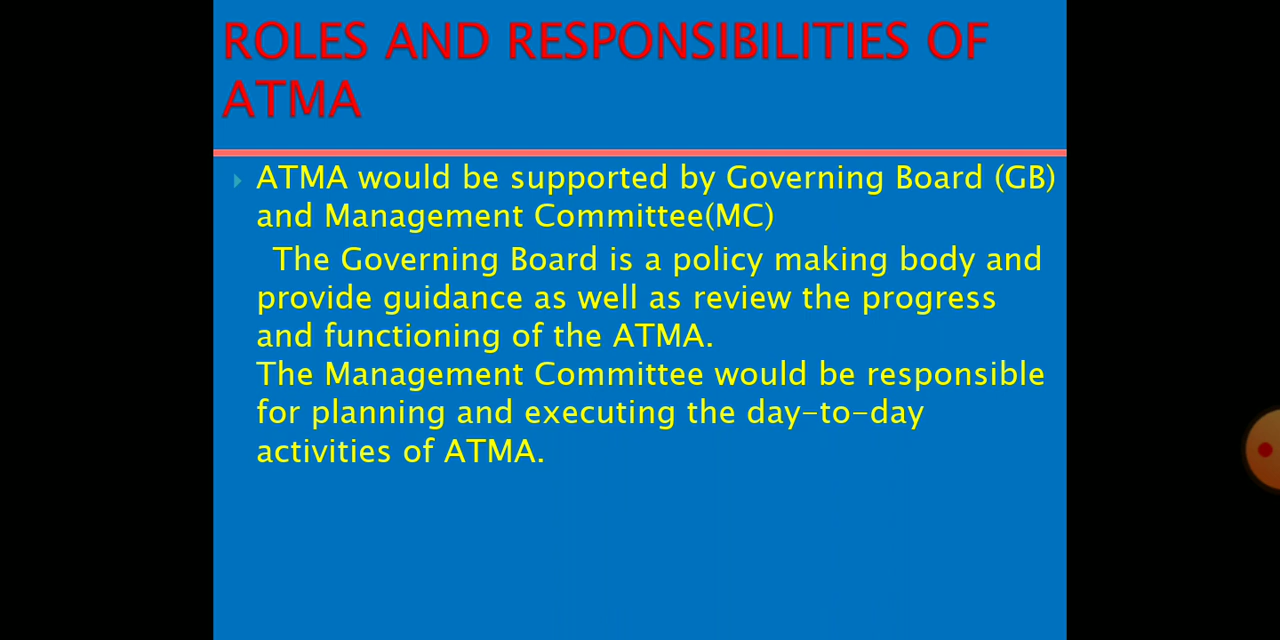 ROLES AND RESPONSIBILITIES OF
ATMA
ATMA would be supported by Governing Board (GB)
and Management Committee(MC)
The Governing Board is a policy making body and
provide guidance as well as review the progress
and functioning of the ATMA.
The Management Committee would be responsible
for planning and executing the day-to-day
activities of ATMA.